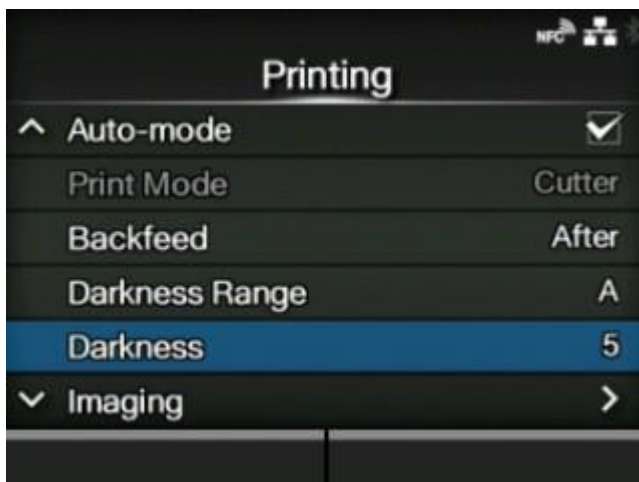 NFC
Printing
Auto-mode
Print Mode Cutter
Backfeed After
Darkness Range A
Darkness 5
Imaging